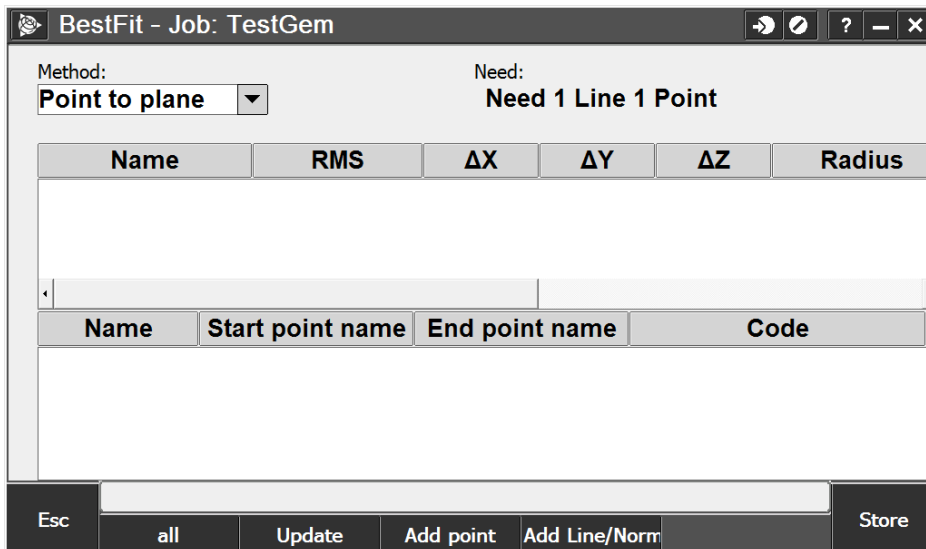 BestFit - Job: TestGem ? – ×
Method: Need:
Point to plane Need 1 Line 1 Point
Name RMS ΔX ΔY ΔZ Radius
Name Start point name End point name Code
Esc all Update Add point Add Line/Norm Store